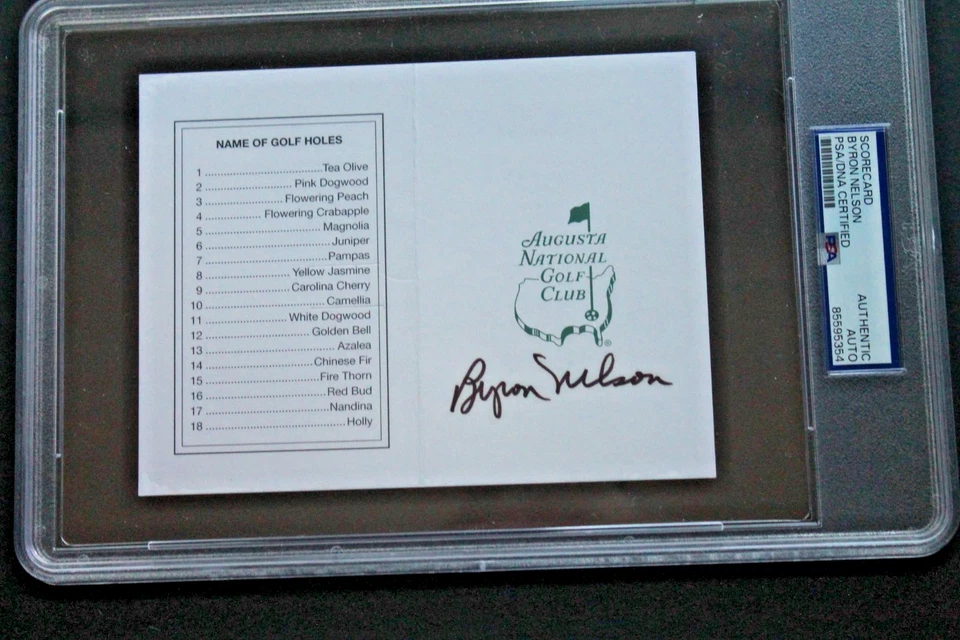 NAME OF GOLF HOLES
1 ........ Tea Olive
2 ........ Pink Dogwood
3 ........ Flowering Peach
4 ........ Flowering Crabapple
5 ........ Magnolia
6 ........ Juniper
7 ........ Pampas
8 ........ Yellow Jasmine
9 ........ Carolina Cherry
10 ........ Camellia
11 ........ White Dogwood
12 ........ Golden Bell
13 ........ Azalea
14 ........ Chinese Fir
15 ........ Fire Thorn
16 ........ Red Bud
17 ........ Nandina
18 ........ Holly
AUGUSTA
NATIONAL
GOLF
CLUB
®
Byron Nelson
SCORECARD
BYRON NELSON
PSA/DNA CERTIFIED
PSA
AUTHENTIC
AUTO
85595354